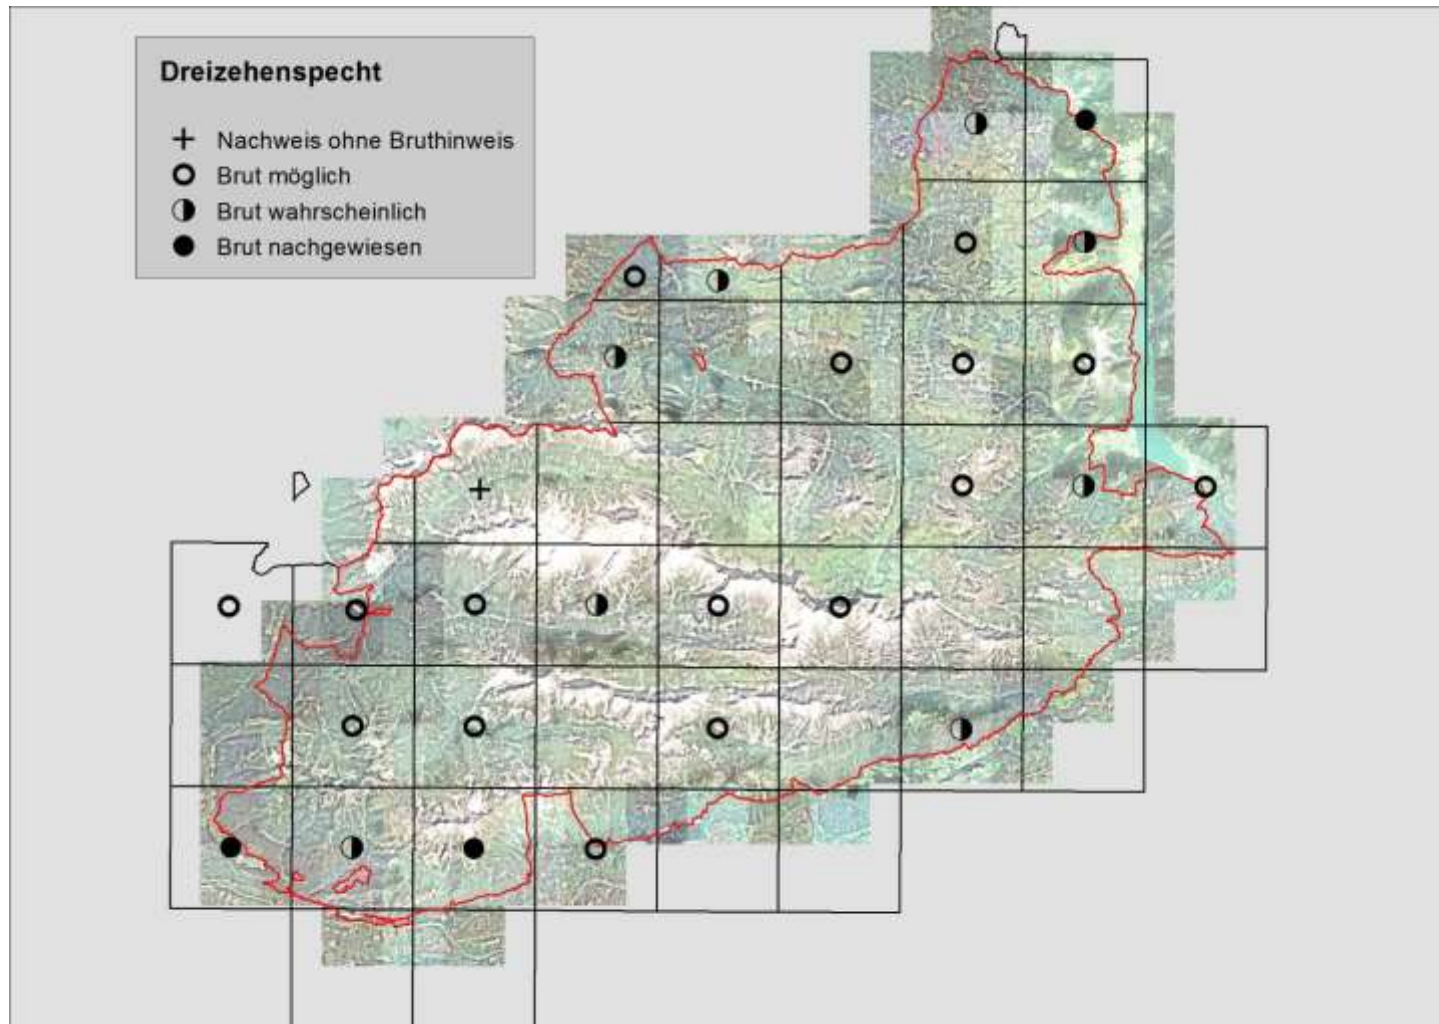 Dreizehenspecht
Nachweis ohne Bruthinweis
Brut möglich
Brut wahrscheinlich
Brut nachgewiesen